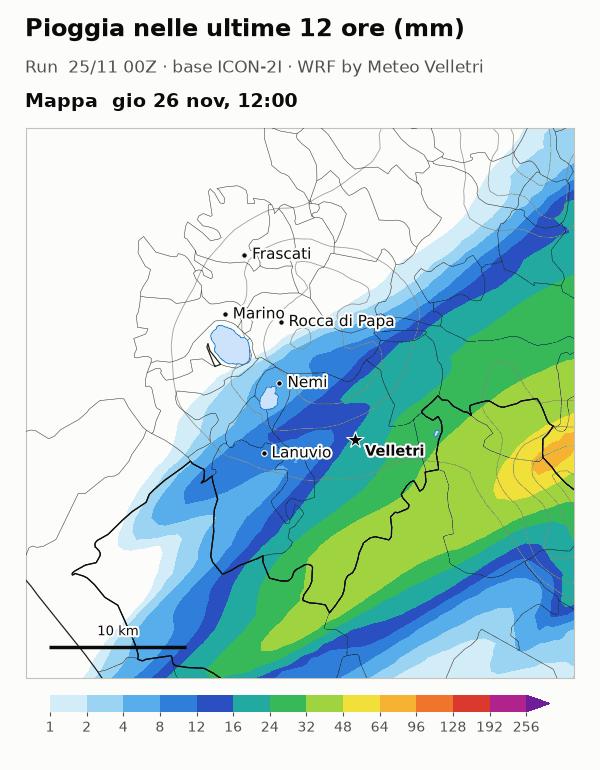 Pioggia nelle ultime 12 ore (mm)
Run 25/11 00Z · base ICON-2I · WRF by Meteo Velletri
Mappa gio 26 nov, 12:00
Frascati
Marino
Rocca di Papa
Nemi
Velletri
Lanuvio
10 km
1 2 4 8 12 16 24 32 48 64 96 128 192 256